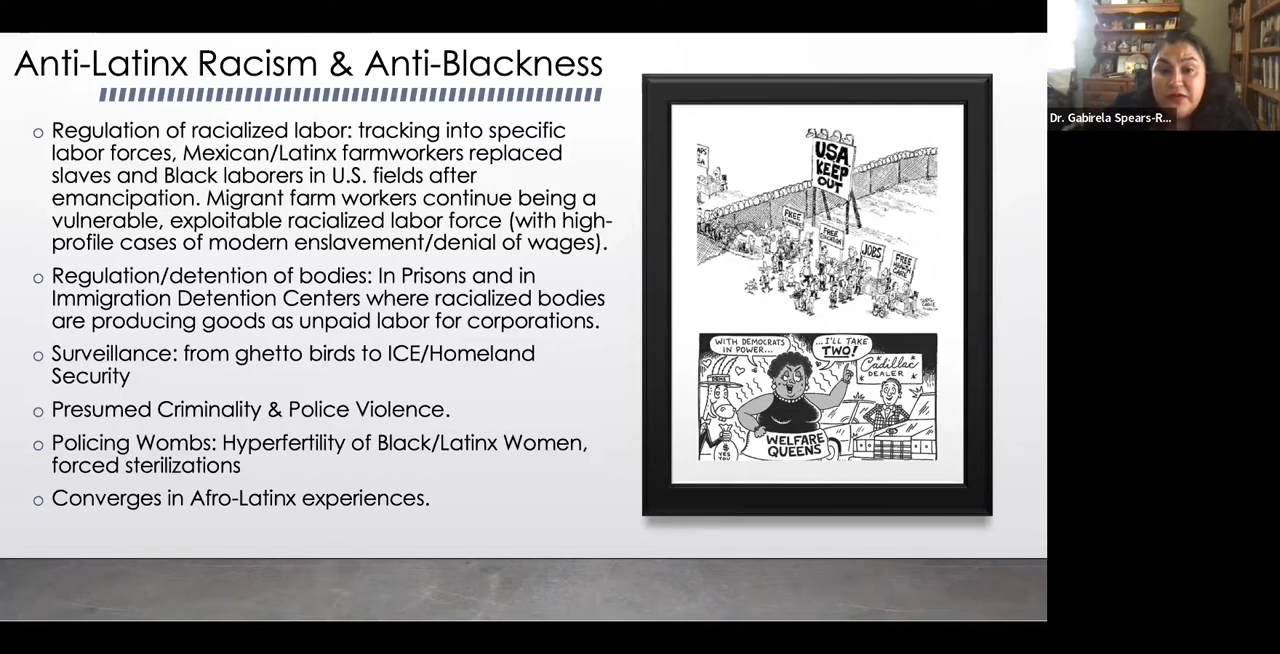 Anti-Latinx Racism & Anti-Blackness
Regulation of racialized labor: tracking into specific
labor forces, Mexican/Latinx farmworkers replaced
slaves and Black laborers in U.S. fields after
emancipation. Migrant farm workers continue being a
vulnerable, exploitable racialized labor force (with high-
profile cases of modern enslavement/denial of wages).
Regulation/detention of bodies: In Prisons and in
Immigration Detention Centers where racialized bodies
are producing goods as unpaid labor for corporations.
Surveillance: from ghetto birds to ICE/Homeland
Security
Presumed Criminality & Police Violence.
Policing Wombs: Hyperfertility of Black/Latinx Women,
forced sterilizations
Converges in Afro-Latinx experiences.
USA
KEEP
OUT
FREE
FREE
JOBS
FREE
WITH DEMOCRATS
IN POWER...
...I'LL TAKE
TWO!
Cadillac
DEALER
WELFARE
QUEENS
$
YES
YOU
Dr. Gabirela Spears-R...